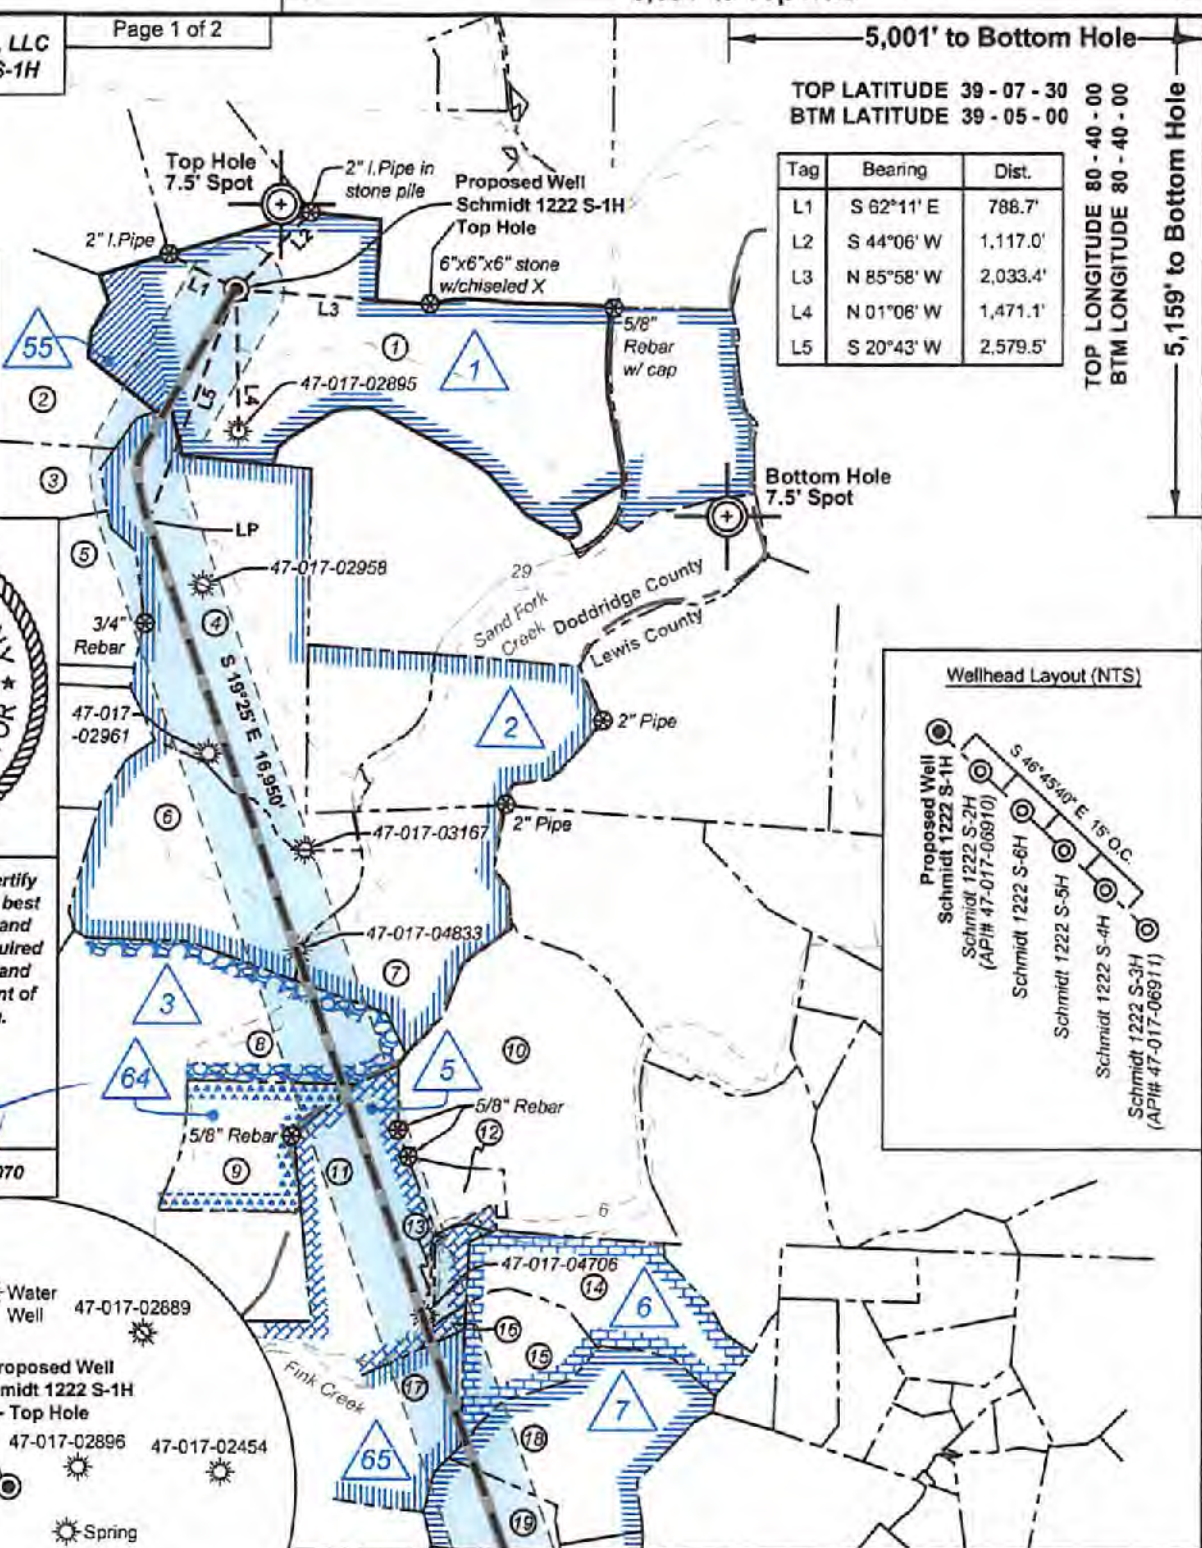 Page 1 of 2
, LLC
S-1H
5,001' to Bottom Hole
TOP LATITUDE 39 - 07 - 30
BTM LATITUDE 39 - 05 - 00
TOP LONGITUDE 80 - 40 - 00
BTM LONGITUDE 80 - 40 - 00
5,159' to Bottom Hole
Tag Bearing Dist.
L1 S 62°11' E 788.7'
L2 S 44°06' W 1,117.0'
L3 N 85°58' W 2,033.4'
L4 N 01°06' W 1,471.1'
L5 S 20°43' W 2,579.5'
Top Hole
7.5' Spot
2" I.Pipe in
stone pile
Proposed Well
Schmidt 1222 S-1H
Top Hole
2" I.Pipe
6"x6"x6" stone
w/chiseled X
L1
L2
L3
L4
L5
5/8"
Rebar
w/ cap
55
1
1
2
47-017-02895
3
Bottom Hole
7.5' Spot
LP
5
47-017-02958
29
Sand Fork
Creek
Doddridge County
Lewis County
4
3/4"
Rebar
S 19°25' E 16,950'
2
2" Pipe
47-017
-02961
6
2" Pipe
47-017-03167
47-017-04833
7
3
8
10
64
5
5/8" Rebar
5/8" Rebar
12
9
11
13
6
47-017-04706
14
6
16
15
17
Fink Creek
7
18
65
19
Wellhead Layout (NTS)
S 46°45'40" E 15' O.C.
Proposed Well
Schmidt 1222 S-1H
Schmidt 1222 S-2H
(API# 47-017-06910)
Schmidt 1222 S-6H
Schmidt 1222 S-5H
Schmidt 1222 S-4H
Schmidt 1222 S-3H
(API# 47-017-06911)
ertify
best
and
uired
and
nt of
070
Water
Well
47-017-02889
roposed Well
midt 1222 S-1H
Top Hole
47-017-02896
47-017-02454
Spring